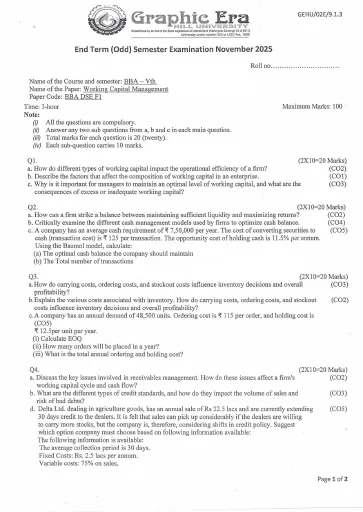 GEHU/02E/9.1.3
Graphic Era
HILL UNIVERSITY
End Term (Odd) Semester Examination November 2025
Roll no..............................
Name of the Course and semester: BBA – Vth
Name of the Paper: Working Capital Management
Paper Code: BBA DSE F1
Time: 3-hour Maximum Marks: 100
Note:
(i) All the questions are compulsory.
(ii) Answer any two sub questions from a, b and c in each main question.
(iii) Total marks for each question is 20 (twenty).
(iv) Each sub-question carries 10 marks.
Q1. (2X10=20 Marks)
a. How do different types of working capital impact the operational efficiency of a firm? (CO2)
b. Describe the factors that affect the composition of working capital in an enterprise. (CO1)
c. Why is it important for managers to maintain an optimal level of working capital, and what are the (CO3)
consequences of excess or inadequate working capital?
Q2. (2X10=20 Marks)
a. How can a firm strike a balance between maintaining sufficient liquidity and maximizing returns? (CO2)
b. Critically examine the different cash management models used by firms to optimize cash balance. (CO4)
c. A company has an average cash requirement of ₹ 7,50,000 per year. The cost of converting securities to (CO5)
cash (transaction cost) is ₹ 125 per transaction. The opportunity cost of holding cash is 11.5% per annum.
Using the Baumol model, calculate:
(a) The optimal cash balance the company should maintain
(b) The Total number of transactions
Q3. (2X10=20 Marks)
a. How do carrying costs, ordering costs, and stockout costs influence inventory decisions and overall (CO3)
profitability?
b. Explain the various costs associated with inventory. How do carrying costs, ordering costs, and stockout (CO2)
costs influence inventory decisions and overall profitability?
c. A company has an annual demand of 48,500 units. Ordering cost is ₹ 115 per order, and holding cost is
(CO5)
₹ 12.5per unit per year.
(i) Calculate EOQ
(ii) How many orders will be placed in a year?
(iii) What is the total annual ordering and holding cost?
Q4. (2X10=20 Marks)
a. Discuss the key issues involved in receivables management. How do these issues affect a firm's (CO2)
working capital cycle and cash flow?
b. What are the different types of credit standards, and how do they impact the volume of sales and (CO3)
risk of bad debts?
d. Delta Ltd. dealing in agriculture goods, has an annual sale of Rs 22.5 lacs and are currently extending (CO5)
30 days credit to the dealers. It is felt that sales can pick up considerably if the dealers are willing
to carry more stocks, but the company is, therefore, considering shifts in credit policy. Suggest
which option company must choose based on following information available:
The following information is available:
The average collection period is 30 days.
Fixed Costs: Rs. 2.5 lacs per annum.
Variable costs: 75% on sales,
Page 1 of 2